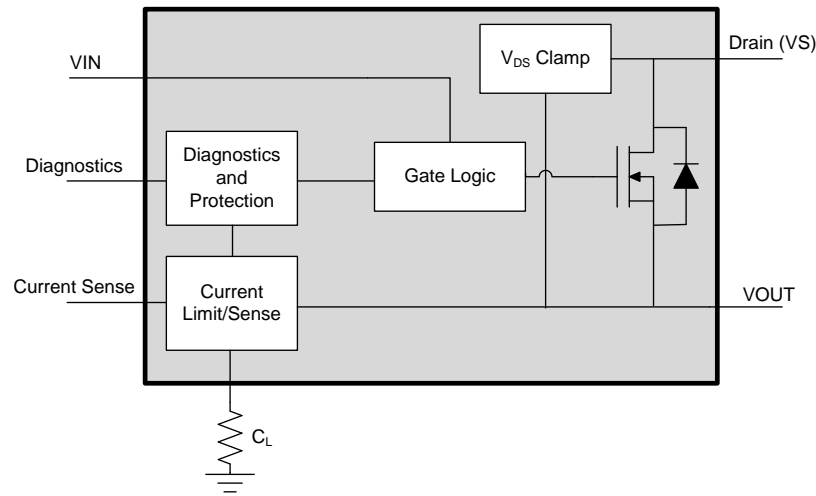 V_DS Clamp
Drain (VS)
VIN
Diagnostics
Diagnostics
and
Protection
Gate Logic
Current Sense
Current
Limit/Sense
VOUT
C_L